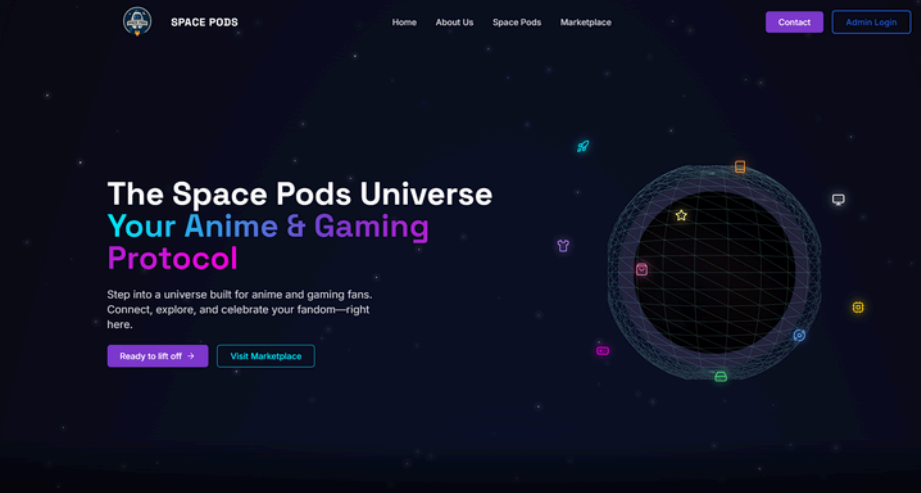 SPACE PODS
Home
About Us
Space Pods
Marketplace
Contact
Admin Login
The Space Pods Universe
Your Anime & Gaming
Protocol
Step into a universe built for anime and gaming fans.
Connect, explore, and celebrate your fandom—right
here.
Ready to lift off →
Visit Marketplace